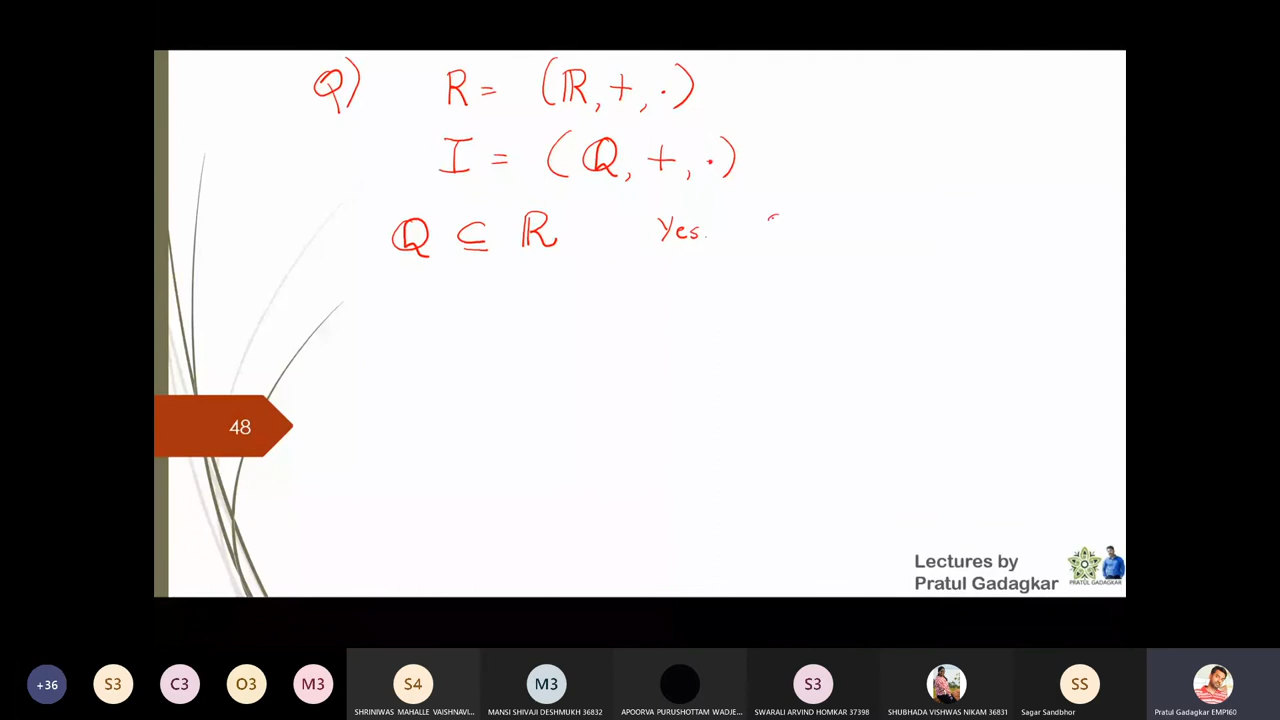 Q) R = (ℝ, +, ·)
I = (ℚ, +, ·)
ℚ ⊆ ℝ Yes.
48
Lectures by
Pratul Gadagkar
PRATUL GADAGKAR
+36 S3 C3 O3 M3 S4 M3 S3 SS
SHRINIWAS MAHALLE VAISHNAVI... MANSI SHIVAJI DESHMUKH 36832 APOORVA PURUSHOTTAM WADJE... SWARALI ARVIND HOMKAR 37398 SHUBHADA VISHWAS NIKAM 36831 Sagar Sandbhor Pratul Gadagkar EMP160